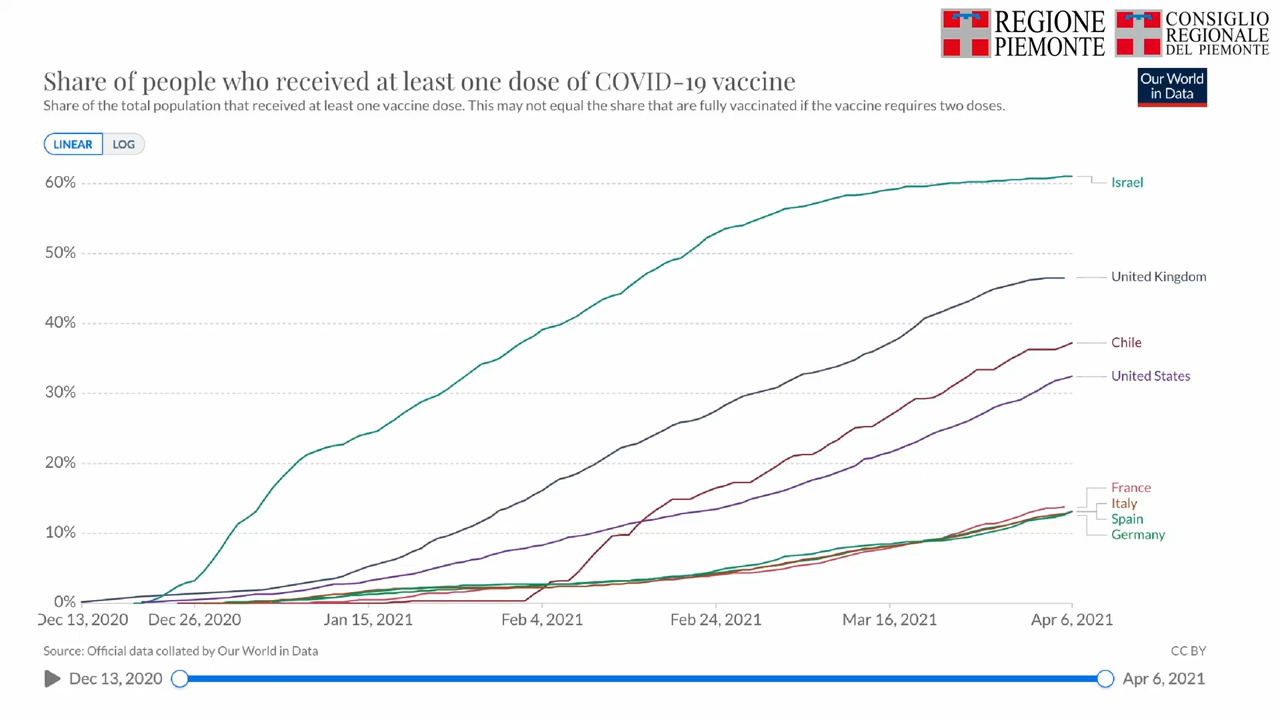 REGIONE
PIEMONTE
CONSIGLIO
REGIONALE
DEL PIEMONTE
Share of people who received at least one dose of COVID-19 vaccine
Share of the total population that received at least one vaccine dose. This may not equal the share that are fully vaccinated if the vaccine requires two doses.
Our World
in Data
LINEAR LOG
60%
Israel
50%
United Kingdom
40%
Chile
United States
30%
20%
France
Italy
Spain
10%
Germany
0%
Dec 13, 2020 Dec 26, 2020 Jan 15, 2021 Feb 4, 2021 Feb 24, 2021 Mar 16, 2021 Apr 6, 2021
Source: Official data collated by Our World in Data
CC BY
Dec 13, 2020
Apr 6, 2021